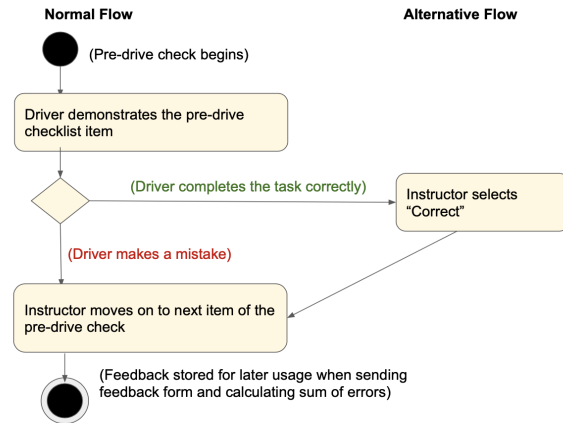 Normal Flow
Alternative Flow
(Pre-drive check begins)
Driver demonstrates the pre-drive
checklist item
(Driver completes the task correctly)
Instructor selects
“Correct”
(Driver makes a mistake)
Instructor moves on to next item of the
pre-drive check
(Feedback stored for later usage when sending
feedback form and calculating sum of errors)